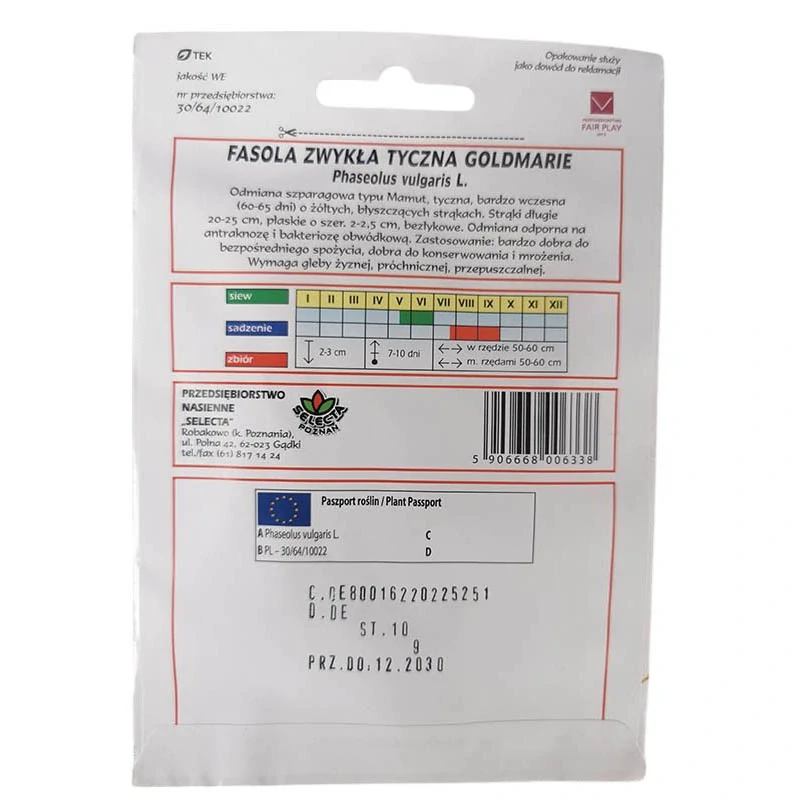 TEK
jakość WE
nr przedsiębiorstwa:
30/64/10022
Opakowanie służy
jako dowód do reklamacji
PRZEDSIĘBIORSTWO
FAIR PLAY
FASOLA ZWYKŁA TYCZNA GOLDMARIE
Phaseolus vulgaris L.
Odmiana szparagowa typu Mamut, tyczna, bardzo wczesna
(60-65 dni) o żółtych, błyszczących strąkach. Strąki długie
20-25 cm, płaskie o szer. 2-2,5 cm, bezłykowe. Odmiana odporna na
antraknozę i bakteriozę obwódkową. Zastosowanie: bardzo dobra do
bezpośredniego spożycia, dobra do konserwowania i mrożenia.
Wymaga gleby żyznej, próchnicznej, przepuszczalnej.
siew
I II III IV V VI VII VIII IX X XI XII
sadzenie
zbiór
2-3 cm
7-10 dni
w rzędzie 50-60 cm
m. rzędami 50-60 cm
PRZEDSIĘBIORSTWO
NASIENNE
„SELECTA"
Robakowo (k. Poznania),
ul. Polna 42, 62-023 Gądki
tel./fax (61) 817 14 24
SELECTA
POZNAŃ
5 906668 006338
Paszport roślin / Plant Passport
A Phaseolus vulgaris L.
C
B PL – 30/64/10022
D
C.DE80016220225251
D.DE
ST.10
9
PRZ.DO:12.2030